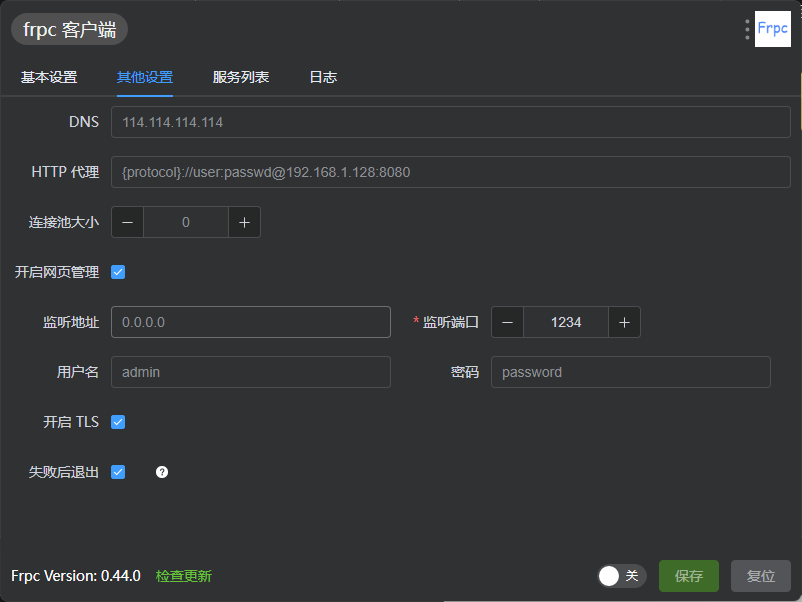 frpc 客户端
Frpc
基本设置 其他设置 服务列表 日志
DNS 114.114.114.114
HTTP 代理 {protocol}://user:passwd@192.168.1.128:8080
连接池大小 − 0 +
开启网页管理
监听地址 0.0.0.0 * 监听端口 − 1234 +
用户名 admin 密码 password
开启 TLS
失败后退出 ?
Frpc Version: 0.44.0 检查更新 关 保存 复位